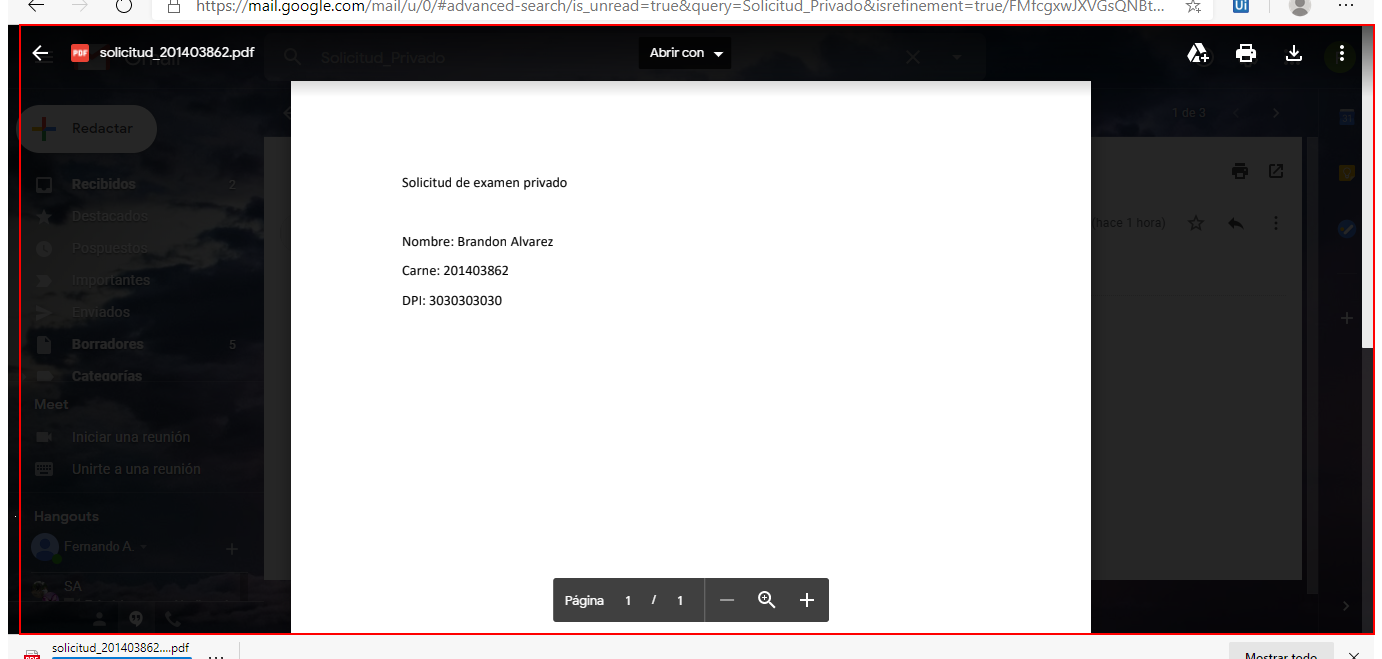 https://mail.google.com/mail/u/0/#advanced-search/is_unread=true&query=Solicitud_Privado&isrefinement=true/FMfcgxwJXVGsQNBt...
Ui
PDF
solicitud_201403862.pdf
Solicitud_Privado
Abrir con
Redactar
1 de 3
Recibidos 2
Destacados
Pospuestos
Importantes
Enviados
Borradores 5
Categorías
Meet
Iniciar una reunión
Unirte a una reunión
Hangouts
Fernando A.
SA
(hace 1 hora)
Solicitud de examen privado
Nombre: Brandon Alvarez
Carne: 201403862
DPI: 3030303030
Página 1 / 1
solicitud_201403862....pdf
Mostrar todo